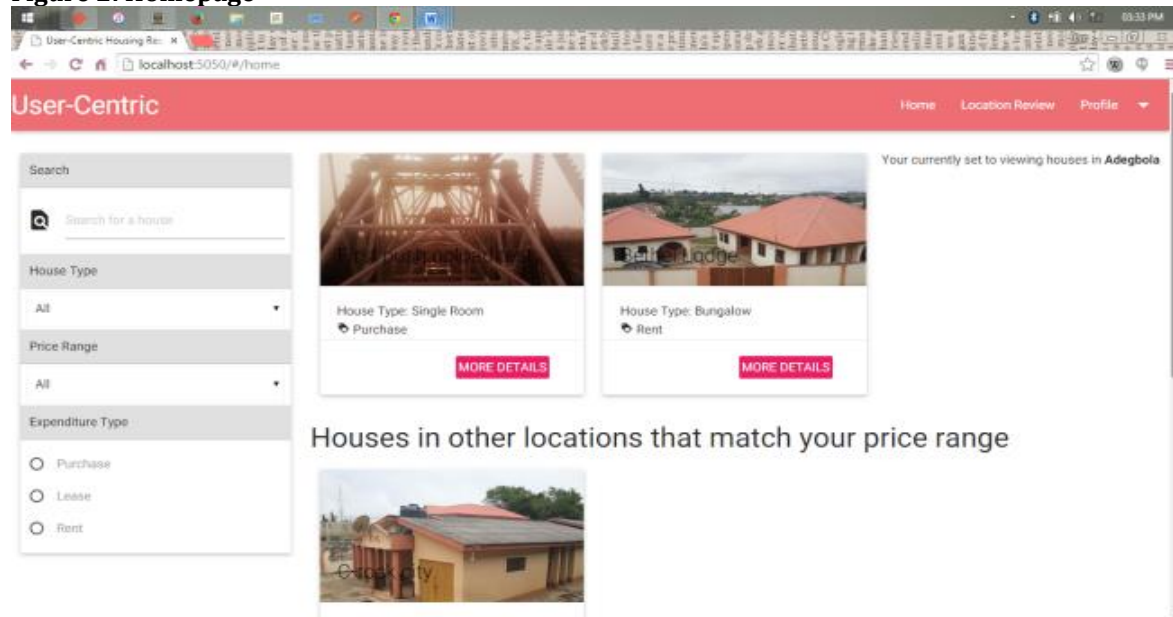 Figure 2: Homepage
03:33 PM
User-Centric Housing Re
localhost:5050/#/home
User-Centric
Home Location Review Profile
Search
Search for a house
House Type
All
Price Range
All
Expenditure Type
Purchase
Lease
Rent
House Type: Single Room
Purchase
MORE DETAILS
Bethel Lodge
House Type: Bungalow
Rent
MORE DETAILS
Your currently set to viewing houses in Adegbola
Houses in other locations that match your price range
city